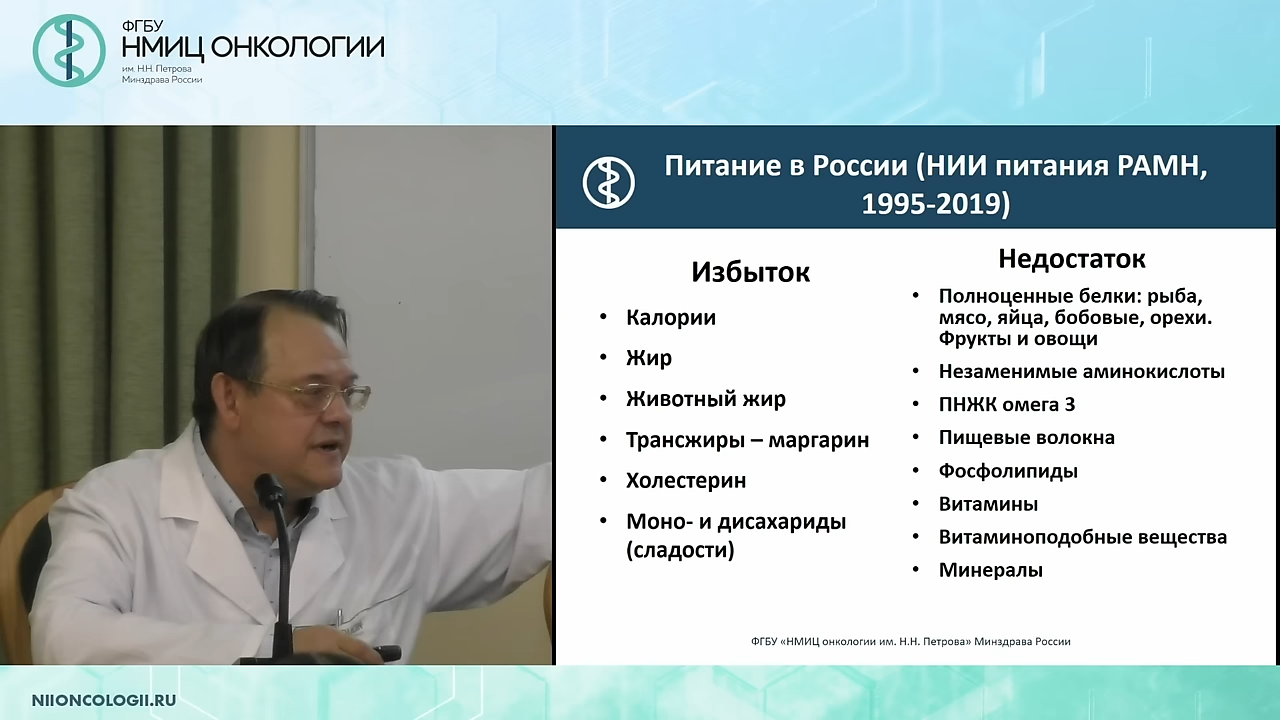 ФГБУ
НМИЦ ОНКОЛОГИИ
им. Н.Н. Петрова
Минздрава России
Питание в России (НИИ питания РАМН,
1995-2019)
Избыток
• Калории
• Жир
• Животный жир
• Трансжиры – маргарин
• Холестерин
• Моно- и дисахариды
(сладости)
Недостаток
• Полноценные белки: рыба,
мясо, яйца, бобовые, орехи.
Фрукты и овощи
• Незаменимые аминокислоты
• ПНЖК омега 3
• Пищевые волокна
• Фосфолипиды
• Витамины
• Витаминоподобные вещества
• Минералы
ФГБУ «НМИЦ онкологии им. Н.Н. Петрова» Минздрава России
NIIONCOLOGII.RU